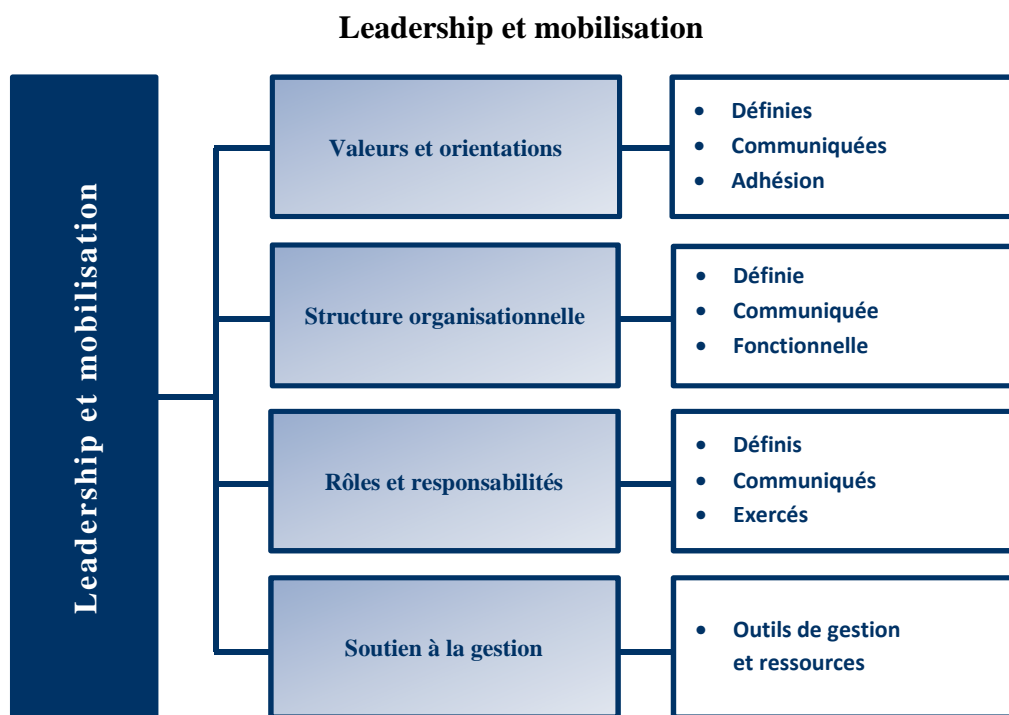 Leadership et mobilisation
Leadership et mobilisation
Valeurs et orientations
• Définies
• Communiquées
• Adhésion
Structure organisationnelle
• Définie
• Communiquée
• Fonctionnelle
Rôles et responsabilités
• Définis
• Communiqués
• Exercés
Soutien à la gestion
• Outils de gestion
et ressources